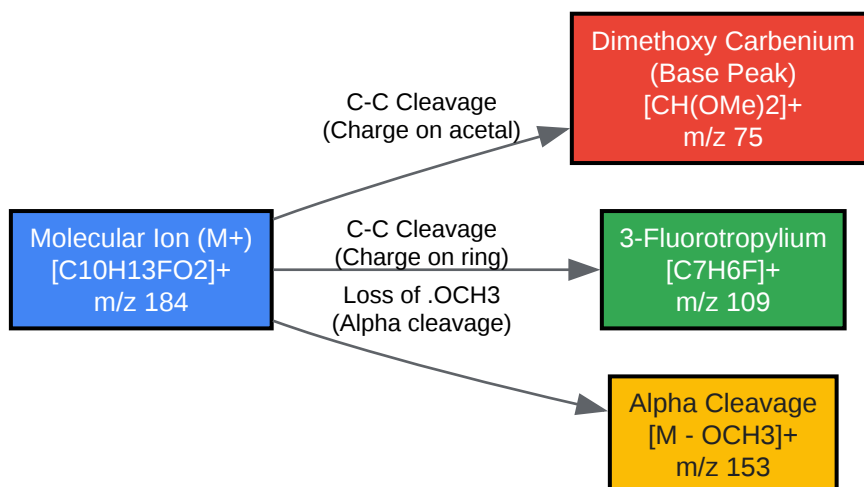 Dimethoxy Carbenium
(Base Peak)
[CH(OMe)2]+
m/z 75
C-C Cleavage
(Charge on acetal)
Molecular Ion (M+)
[C10H13FO2]+
m/z 184
C-C Cleavage
(Charge on ring)
3-Fluorotropylium
[C7H6F]+
m/z 109
Loss of .OCH3
(Alpha cleavage)
Alpha Cleavage
[M - OCH3]+
m/z 153